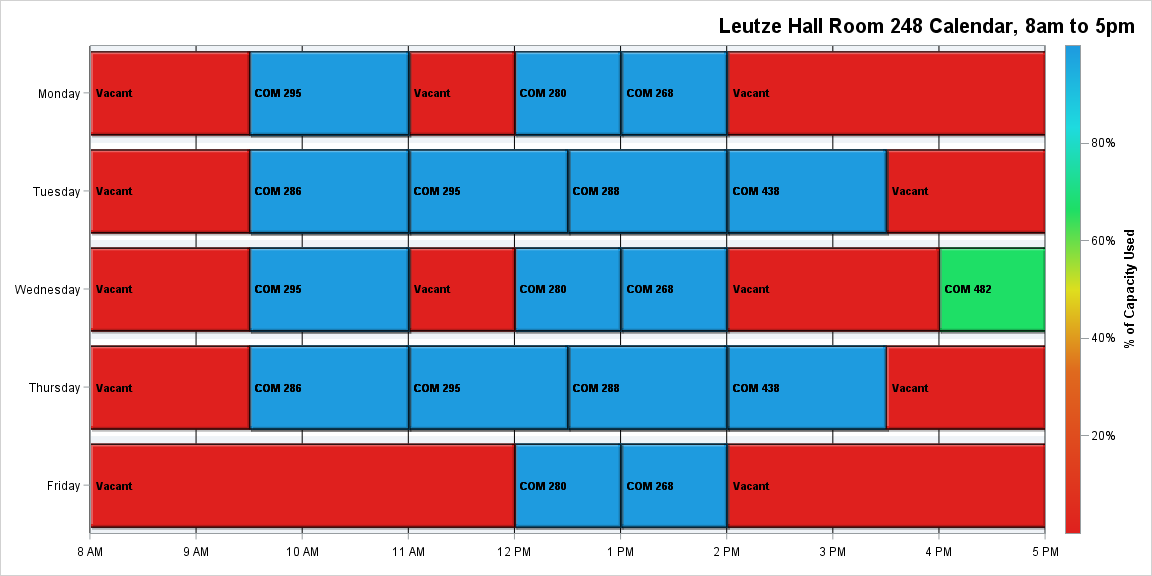 Leutze Hall Room 248 Calendar, 8am to 5pm
Monday
Vacant
COM 295
Vacant
COM 280
COM 268
Vacant
Tuesday
Vacant
COM 286
COM 295
COM 288
COM 438
Vacant
Wednesday
Vacant
COM 295
Vacant
COM 280
COM 268
Vacant
COM 482
Thursday
Vacant
COM 286
COM 295
COM 288
COM 438
Vacant
Friday
Vacant
COM 280
COM 268
Vacant
8 AM
9 AM
10 AM
11 AM
12 PM
1 PM
2 PM
3 PM
4 PM
5 PM
80%
60%
40%
20%
% of Capacity Used